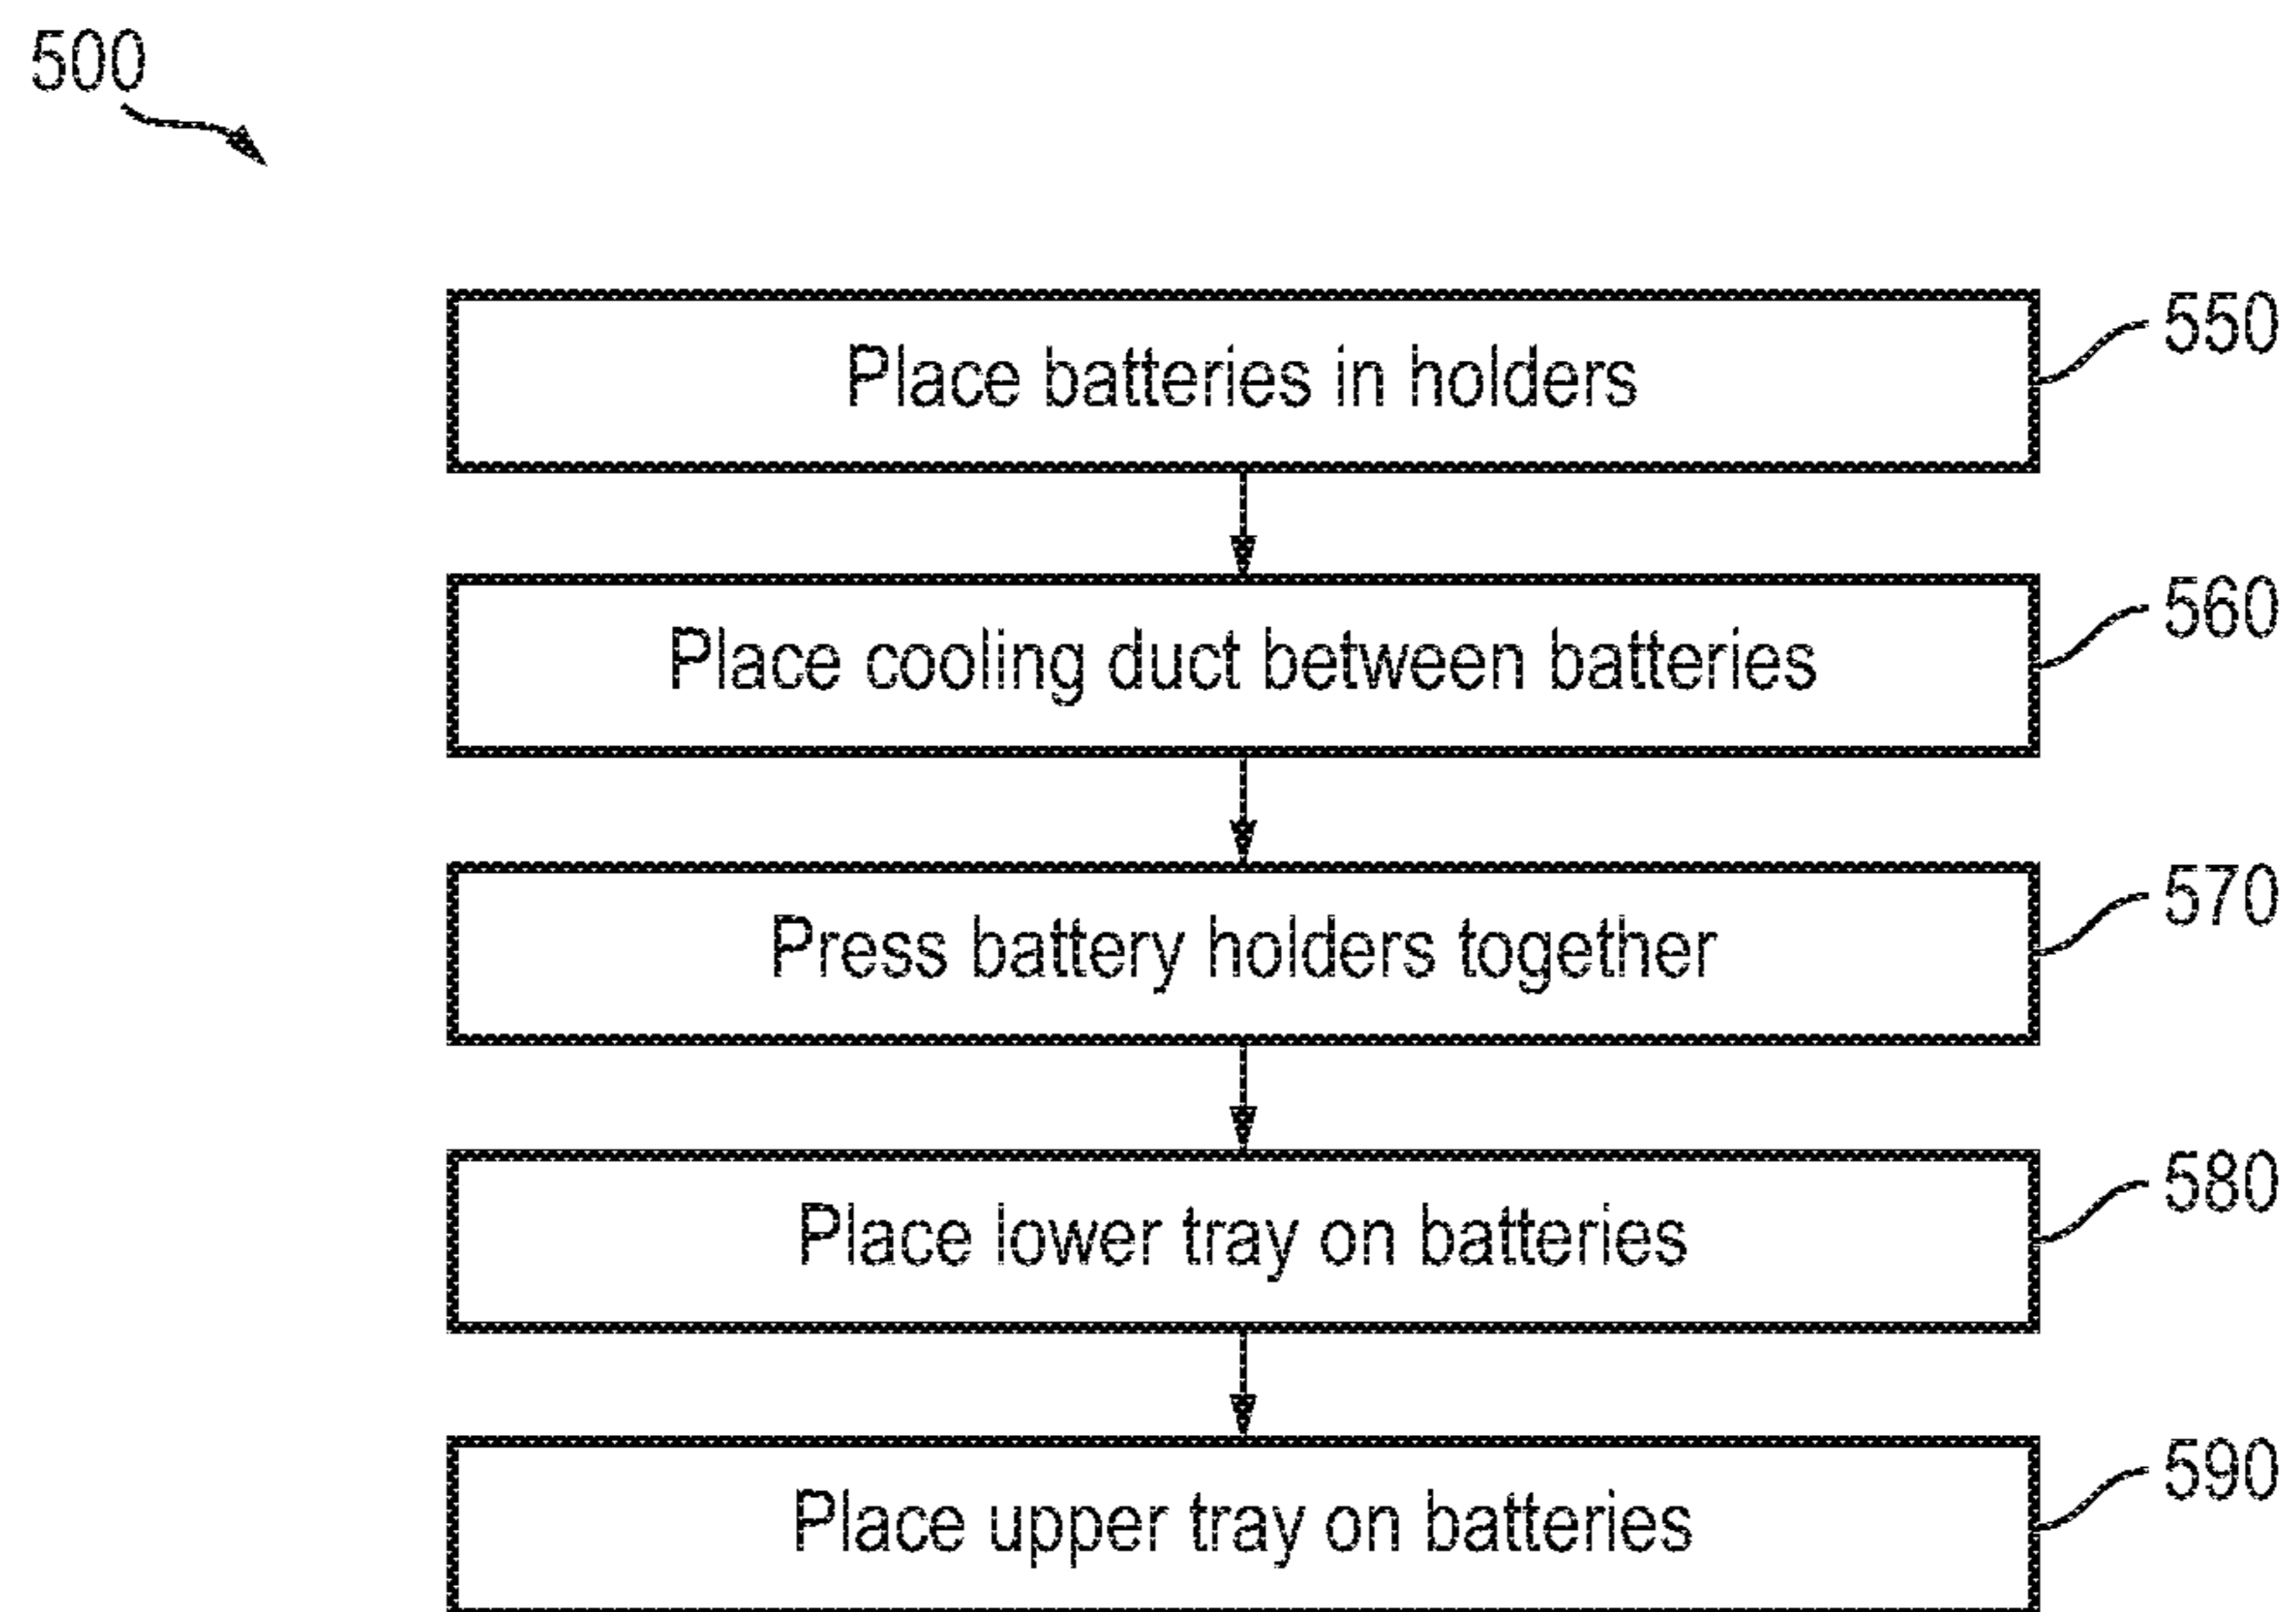 500
Place batteries in holders
550
Place cooling duct between batteries
560
Press battery holders together
570
Place lower tray on batteries
580
Place upper tray on batteries
590